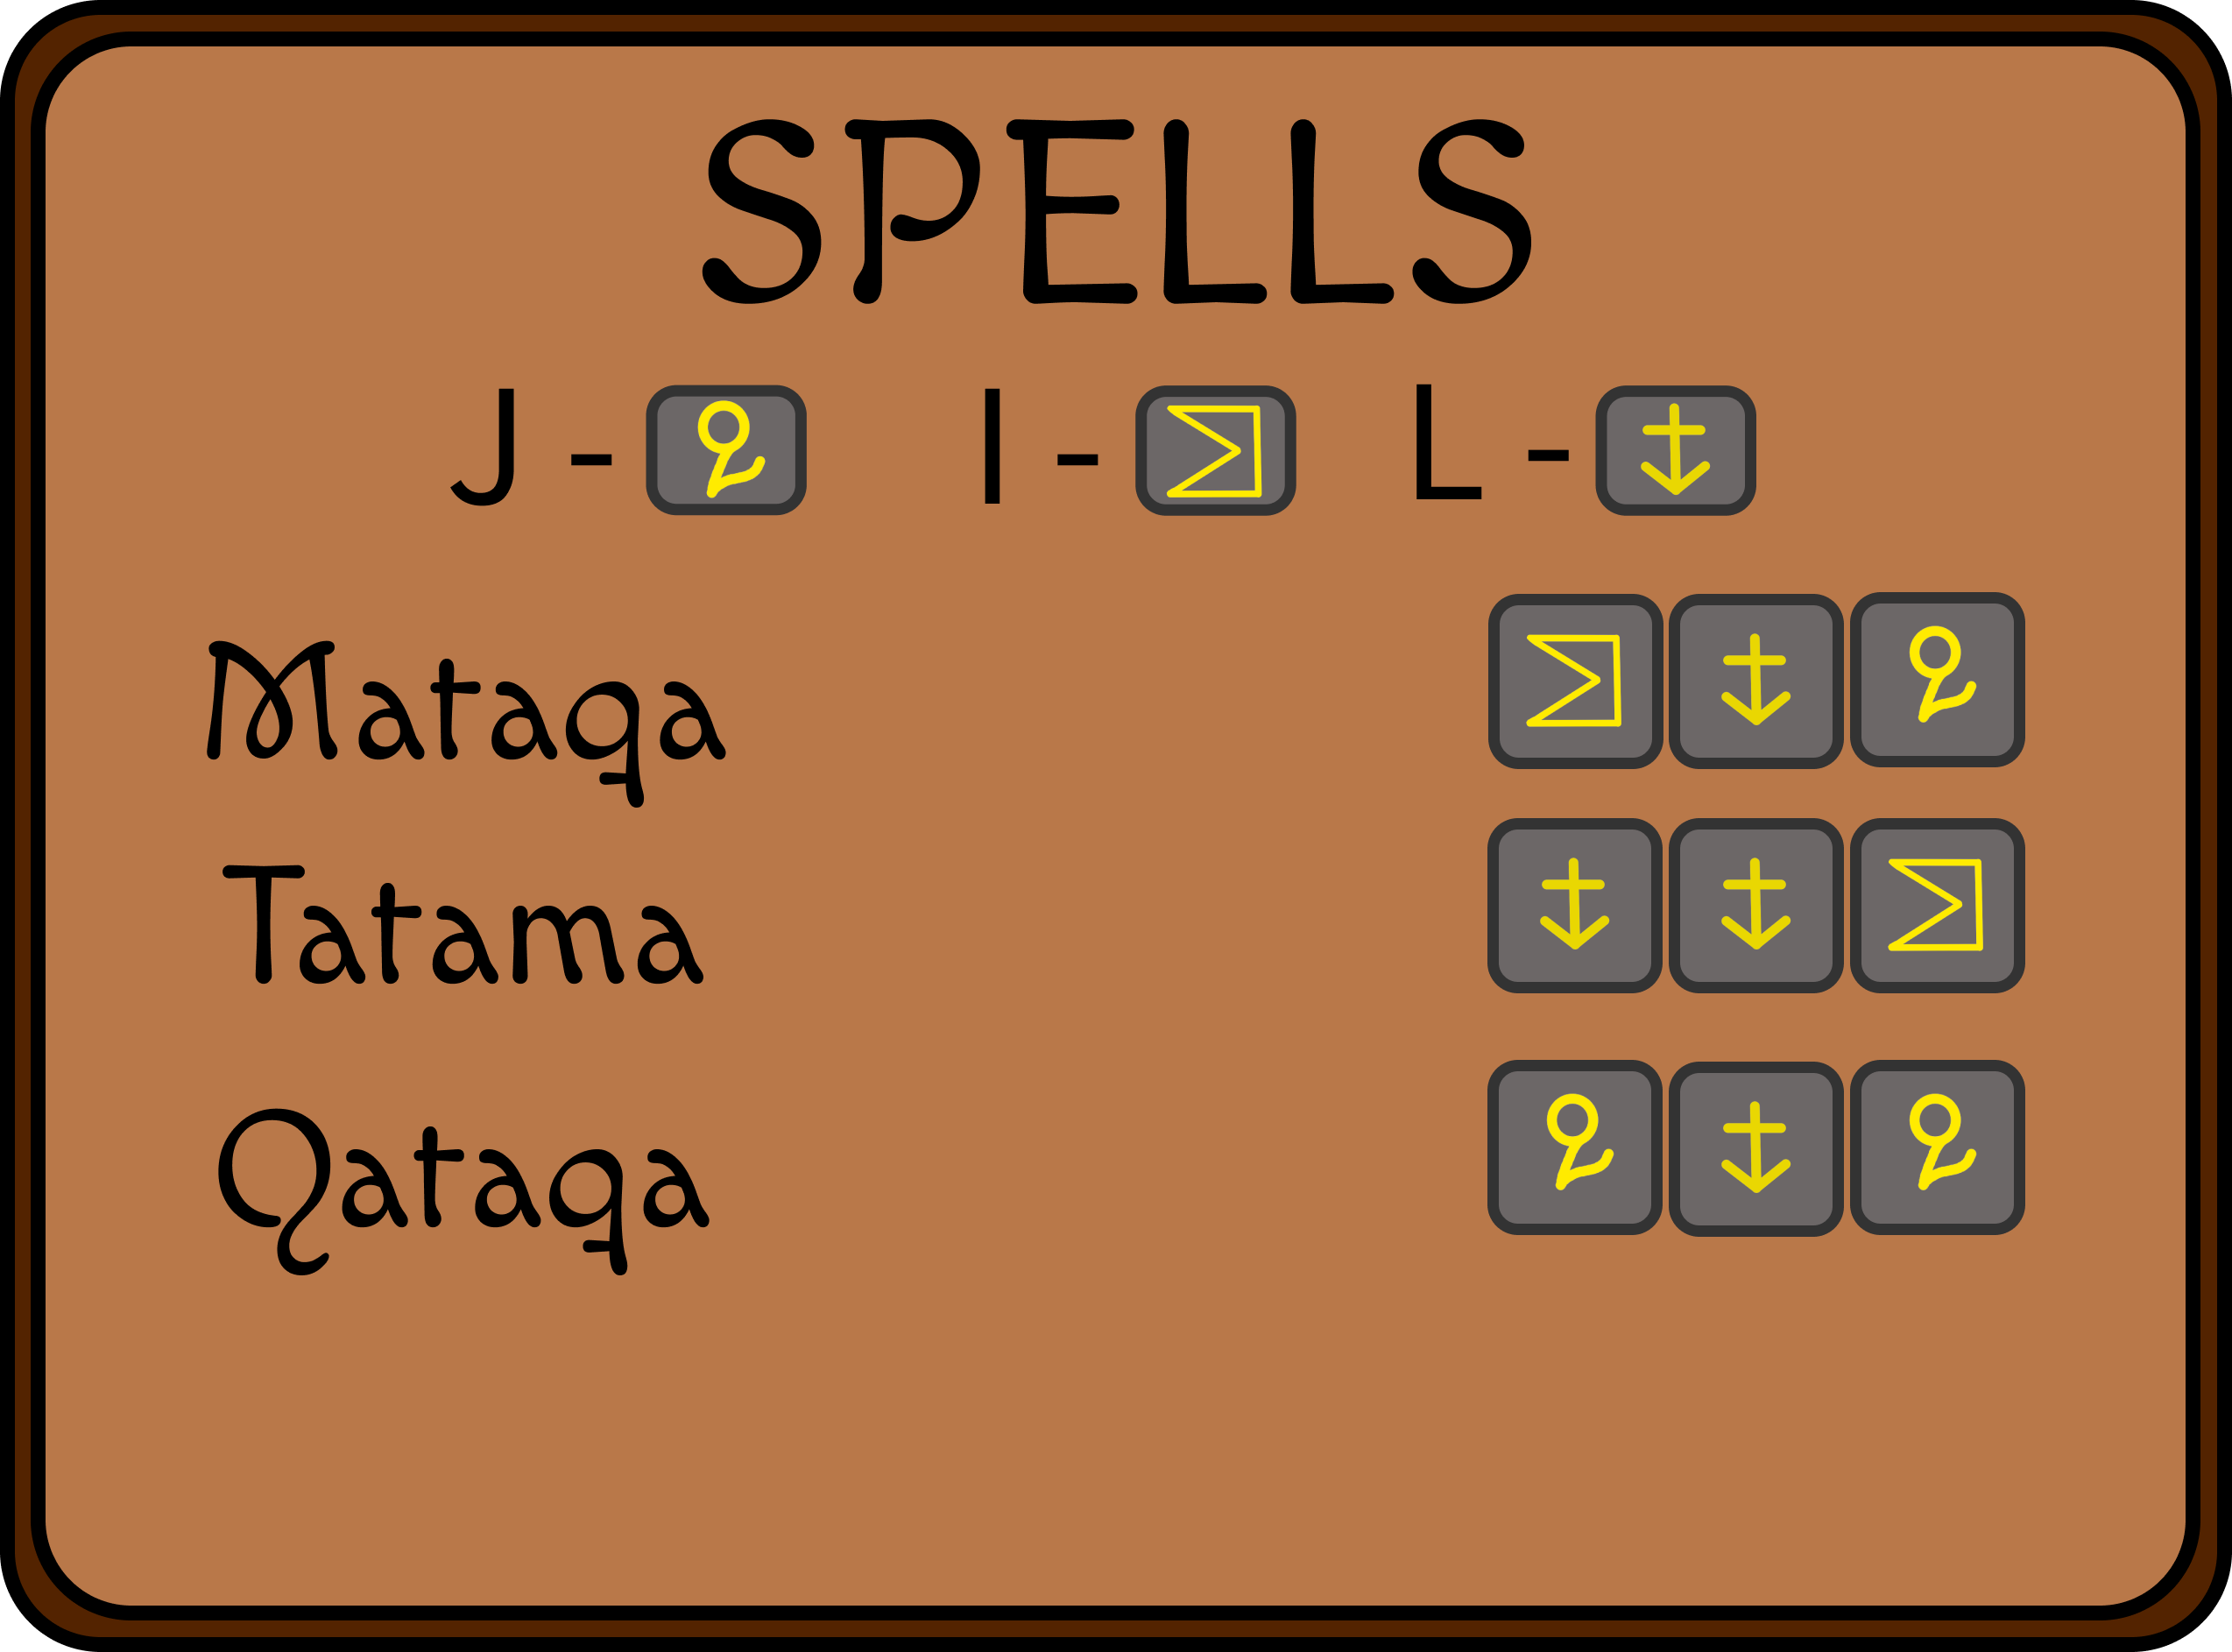 SPELLS
J - I - L -
Mataqa
Tatama
Qataqa